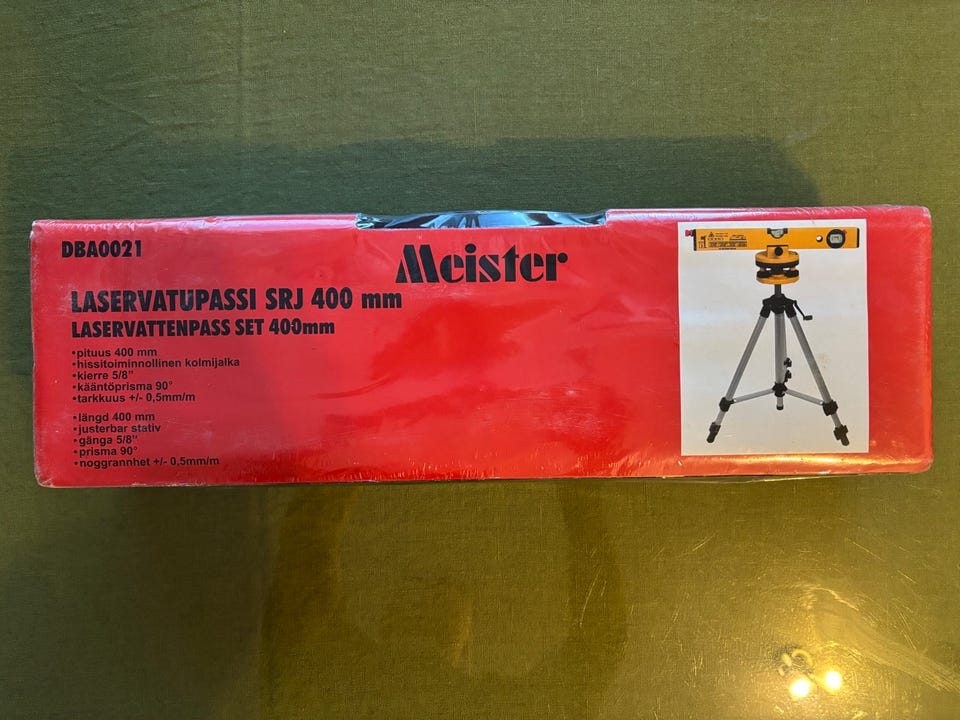 DBA0021
Meister
LASERVATUPASSI SRJ 400 mm
LASERVATTENPASS SET 400mm
•pituus 400 mm
•hissitoiminnollinen kolmijalka
•kierre 5/8"
•kääntöprisma 90°
•tarkkuus +/- 0,5mm/m
•längd 400 mm
•justerbar stativ
•gänga 5/8"
•prisma 90°
•noggrannhet +/- 0,5mm/m